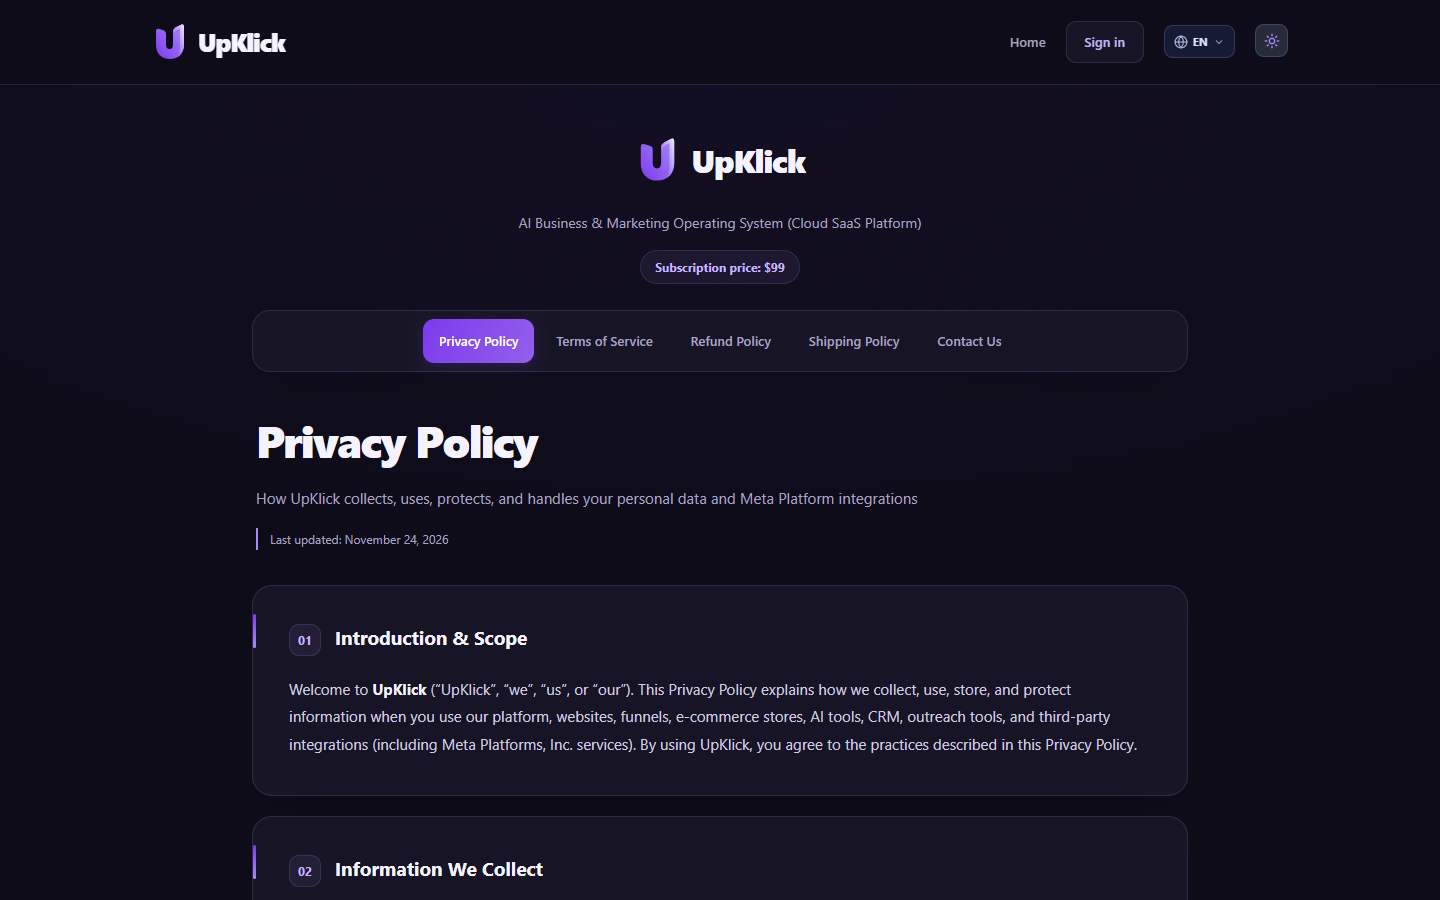 UpKlick
Home
Sign in
EN
UpKlick
AI Business & Marketing Operating System (Cloud SaaS Platform)
Subscription price: $99
Privacy Policy
Terms of Service
Refund Policy
Shipping Policy
Contact Us
Privacy Policy
How UpKlick collects, uses, protects, and handles your personal data and Meta Platform integrations
Last updated: November 24, 2026
01
Introduction & Scope
Welcome to UpKlick (“UpKlick”, “we”, “us”, or “our”). This Privacy Policy explains how we collect, use, store, and protect
information when you use our platform, websites, funnels, e-commerce stores, AI tools, CRM, outreach tools, and third-party
integrations (including Meta Platforms, Inc. services). By using UpKlick, you agree to the practices described in this Privacy Policy.
02
Information We Collect